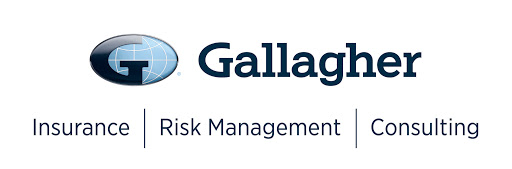 G Gallagher
Insurance | Risk Management | Consulting